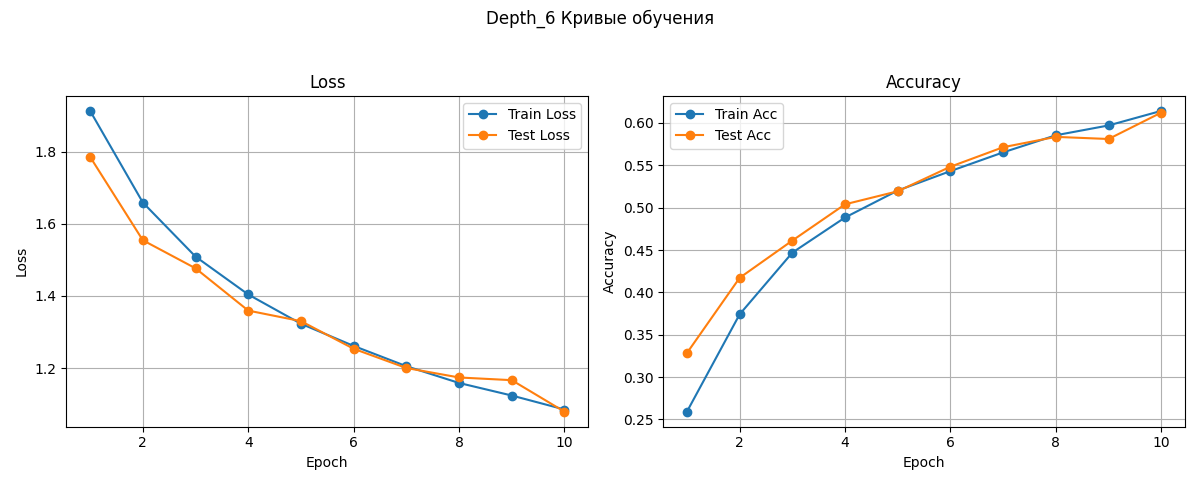 Depth_6 Кривые обучения
Loss
Train Loss
Test Loss
1.8
1.6
1.4
1.2
Loss
2
4
6
8
10
Epoch
Accuracy
Train Acc
Test Acc
0.60
0.55
0.50
0.45
0.40
0.35
0.30
0.25
Accuracy
2
4
6
8
10
Epoch